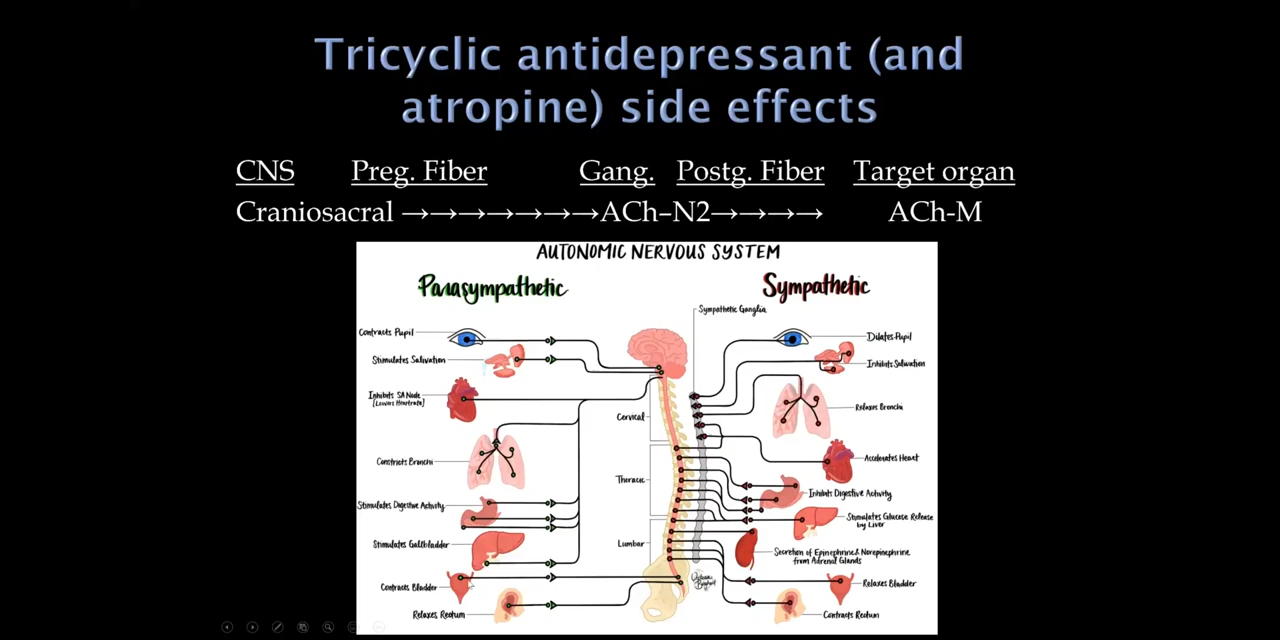 Tricyclic antidepressant (and
atropine) side effects
CNS Preg. Fiber Gang. Postg. Fiber Target organ
Craniosacral →→→→→→→ACh–N2→→→→ ACh-M
AUTONOMIC NERVOUS SYSTEM
Parasympathetic
Sympathetic
Sympathetic Ganglia
Contracts Pupil
Stimulates Salivation
Inhibits SA Node
(Lowers Heartrate)
Constricts Bronchi
Stimulates Digestive Activity
Stimulates Gallbladder
Contracts Bladder
Relaxes Rectum
Cervical
Thoracic
Lumbar
Dilates Pupil
Inhibits Salivation
Relaxes Bronchi
Accelerates Heart
Inhibits Digestive Activity
Stimulates Glucose Release
by Liver
Secretion of Epinephrine & Norepinephrine
from Adrenal Glands
Relaxes Bladder
Contracts Rectum